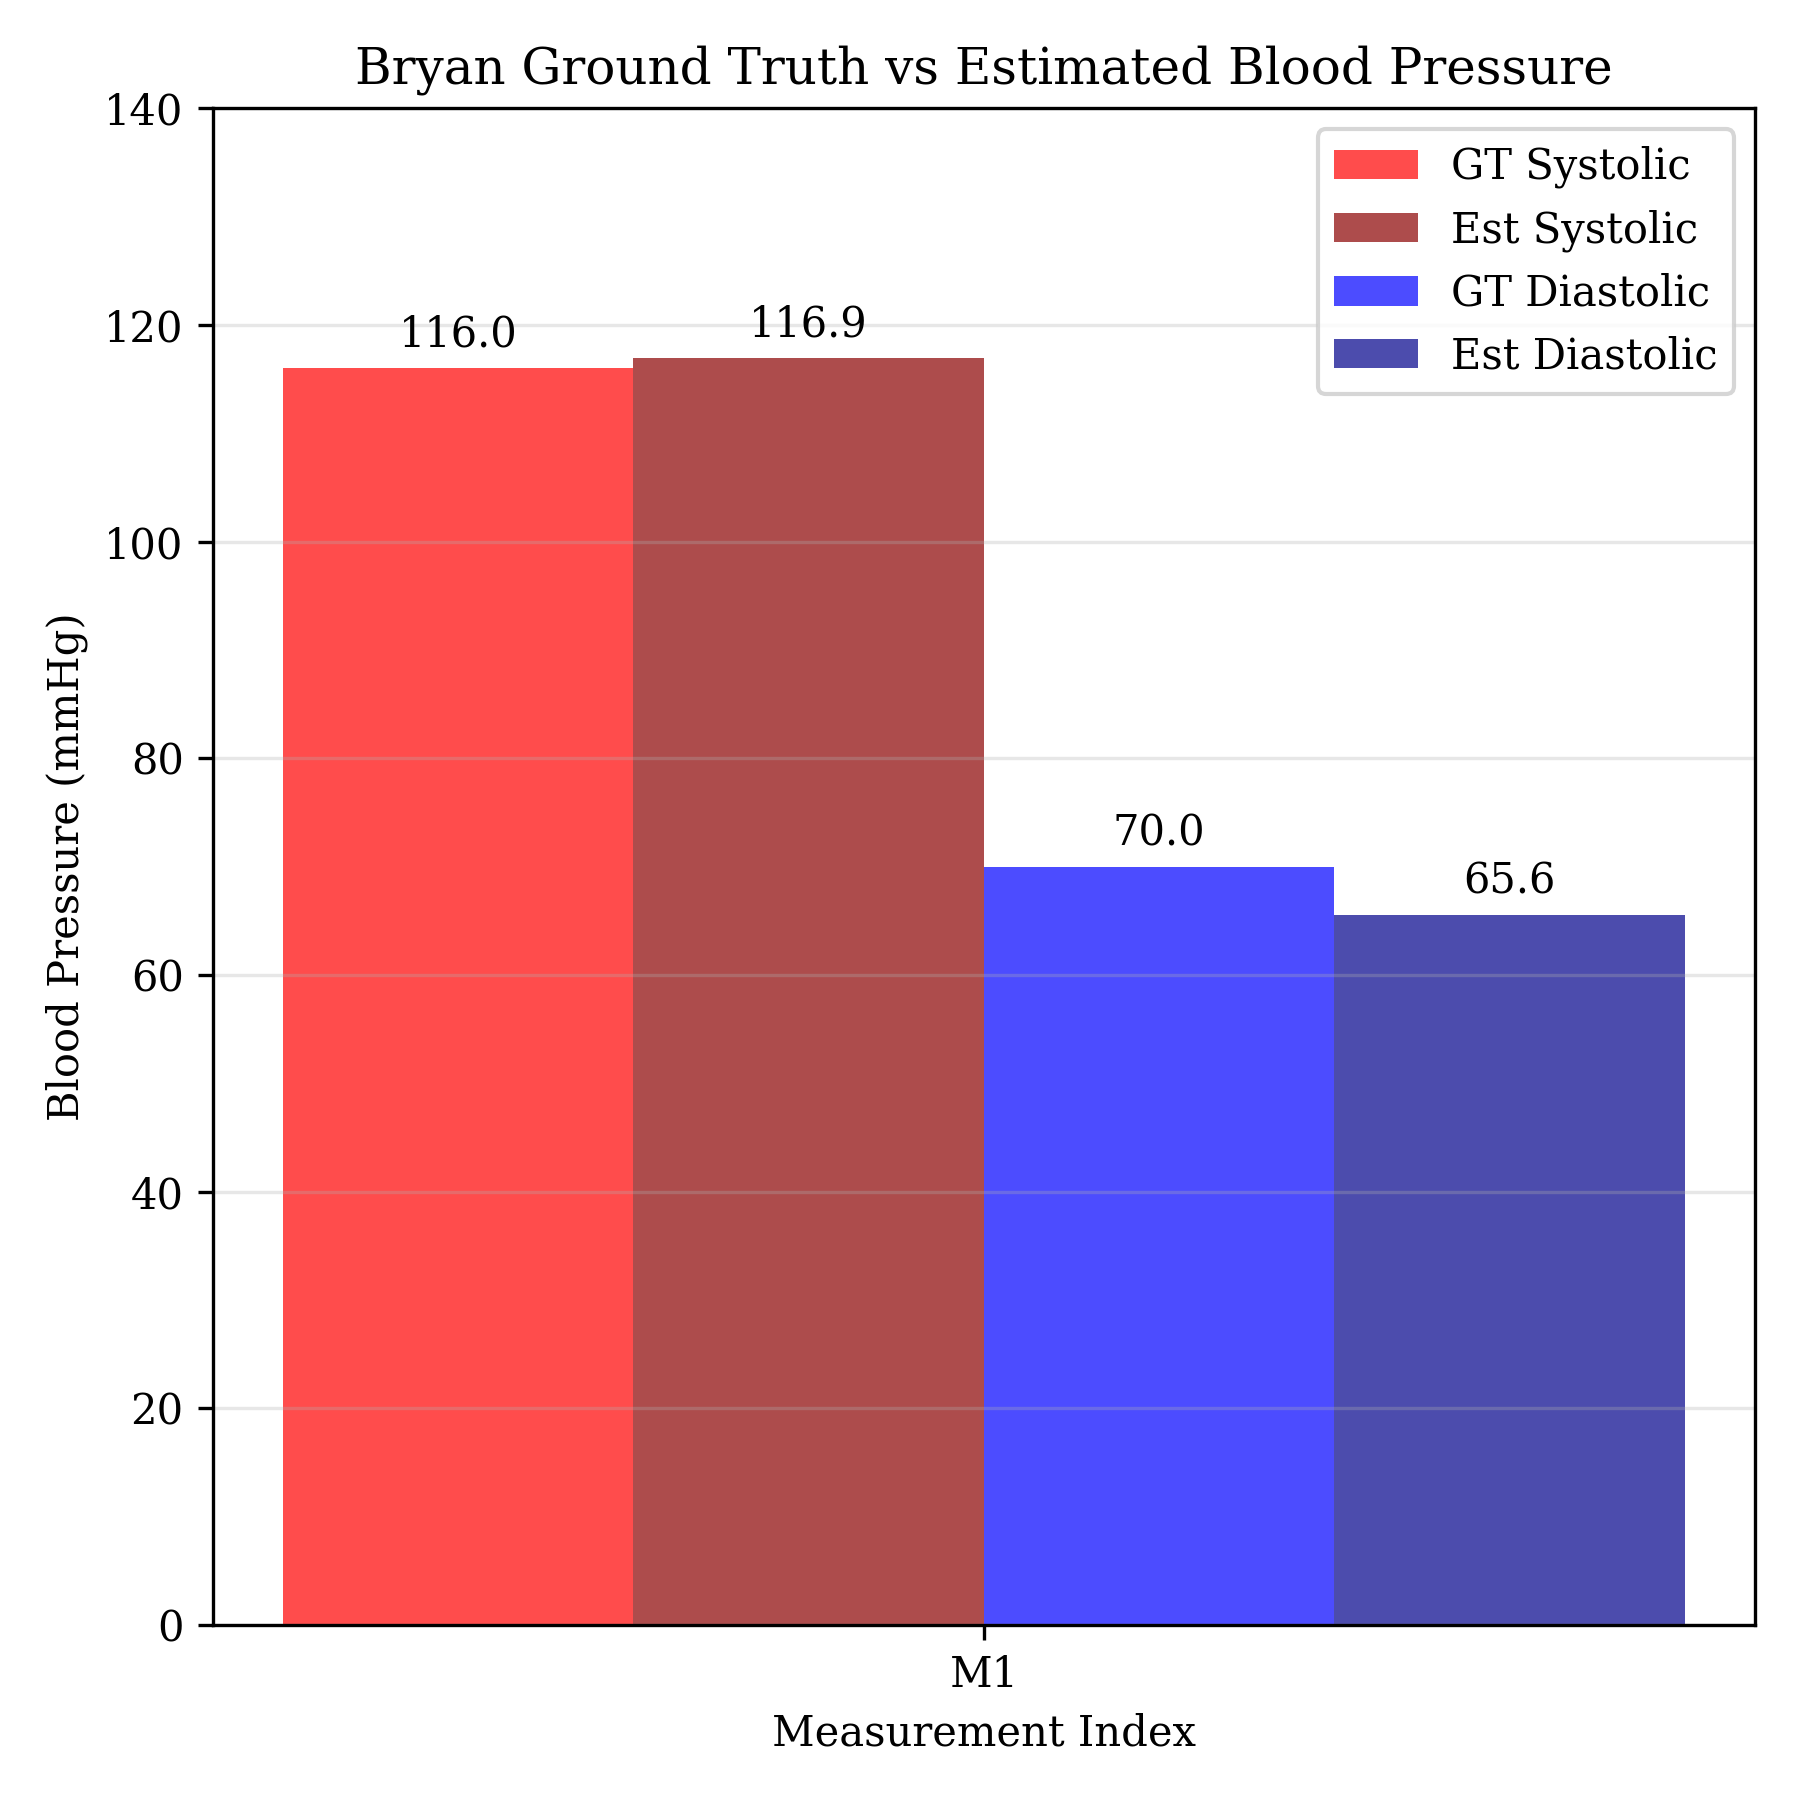 Bryan Ground Truth vs Estimated Blood Pressure
140
120
100
80
60
40
20
0
Blood Pressure (mmHg)
GT Systolic
Est Systolic
GT Diastolic
Est Diastolic
116.0
116.9
70.0
65.6
M1
Measurement Index